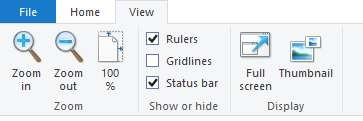 File Home View
Zoom in
Zoom out
100 %
Rulers
Gridlines
Status bar
Full screen
Thumbnail
Zoom
Show or hide
Display